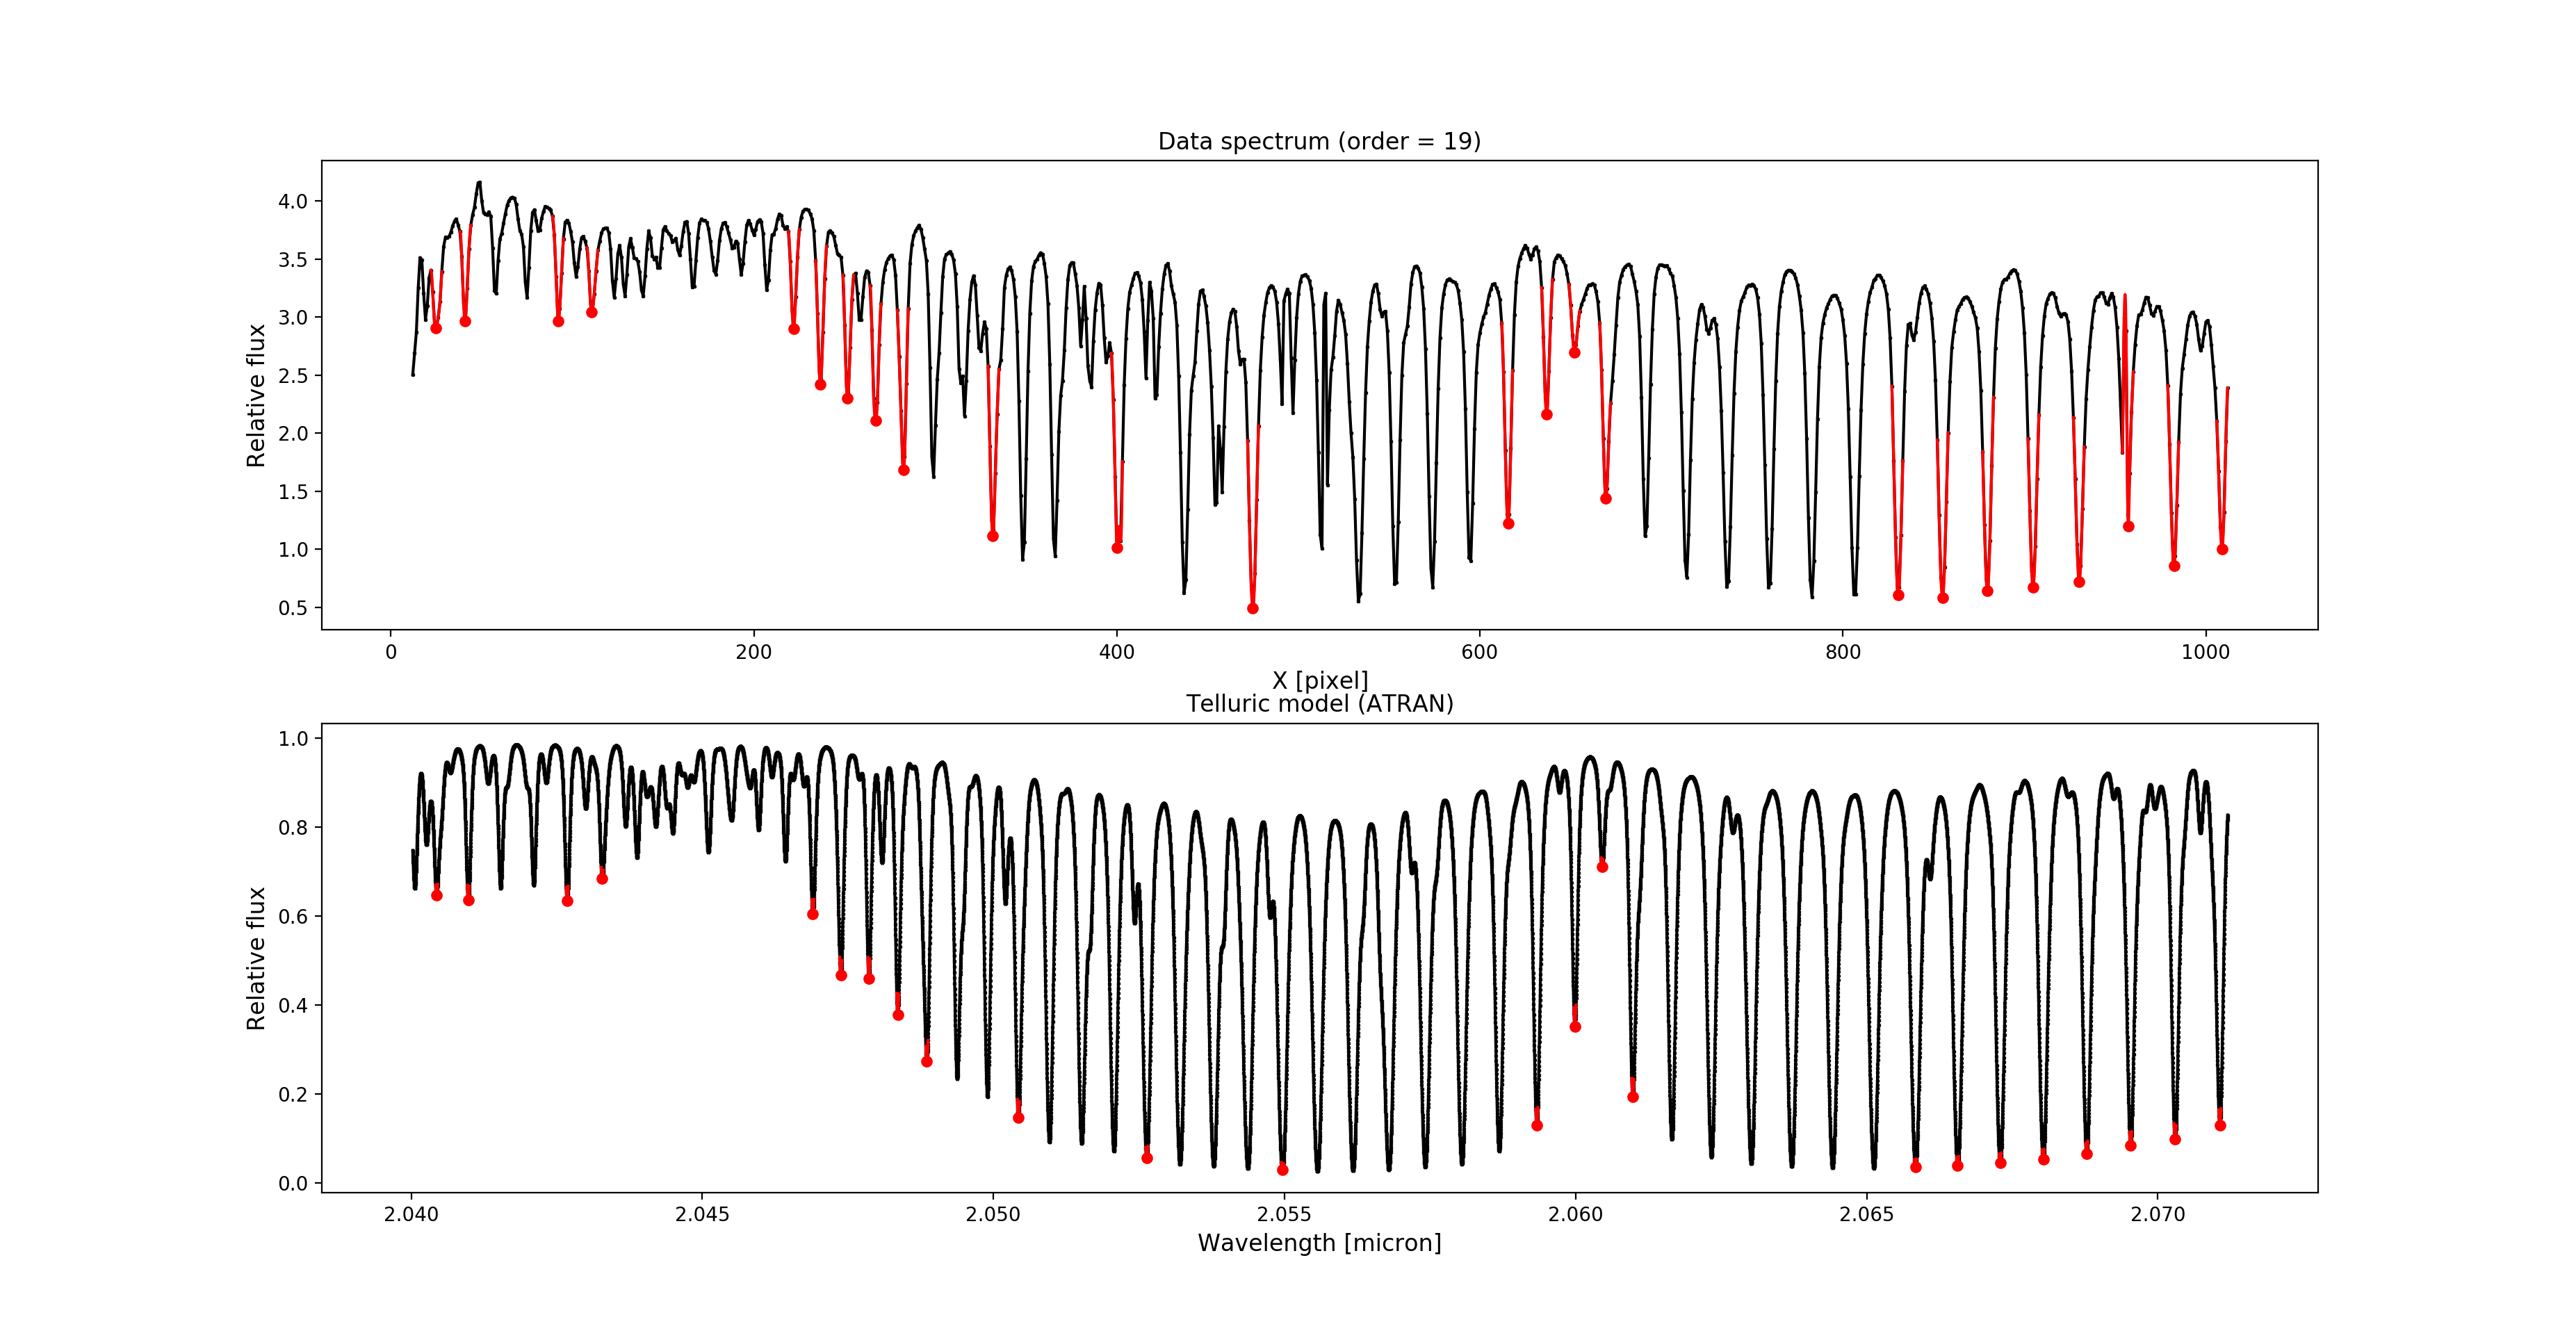 Data spectrum (order = 19)
4.0
3.5
3.0
2.5
2.0
1.5
1.0
0.5
Relative flux
0 200 400 600 800 1000
X [pixel]
Telluric model (ATRAN)
1.0
0.8
0.6
0.4
0.2
0.0
Relative flux
2.040 2.045 2.050 2.055 2.060 2.065 2.070
Wavelength [micron]